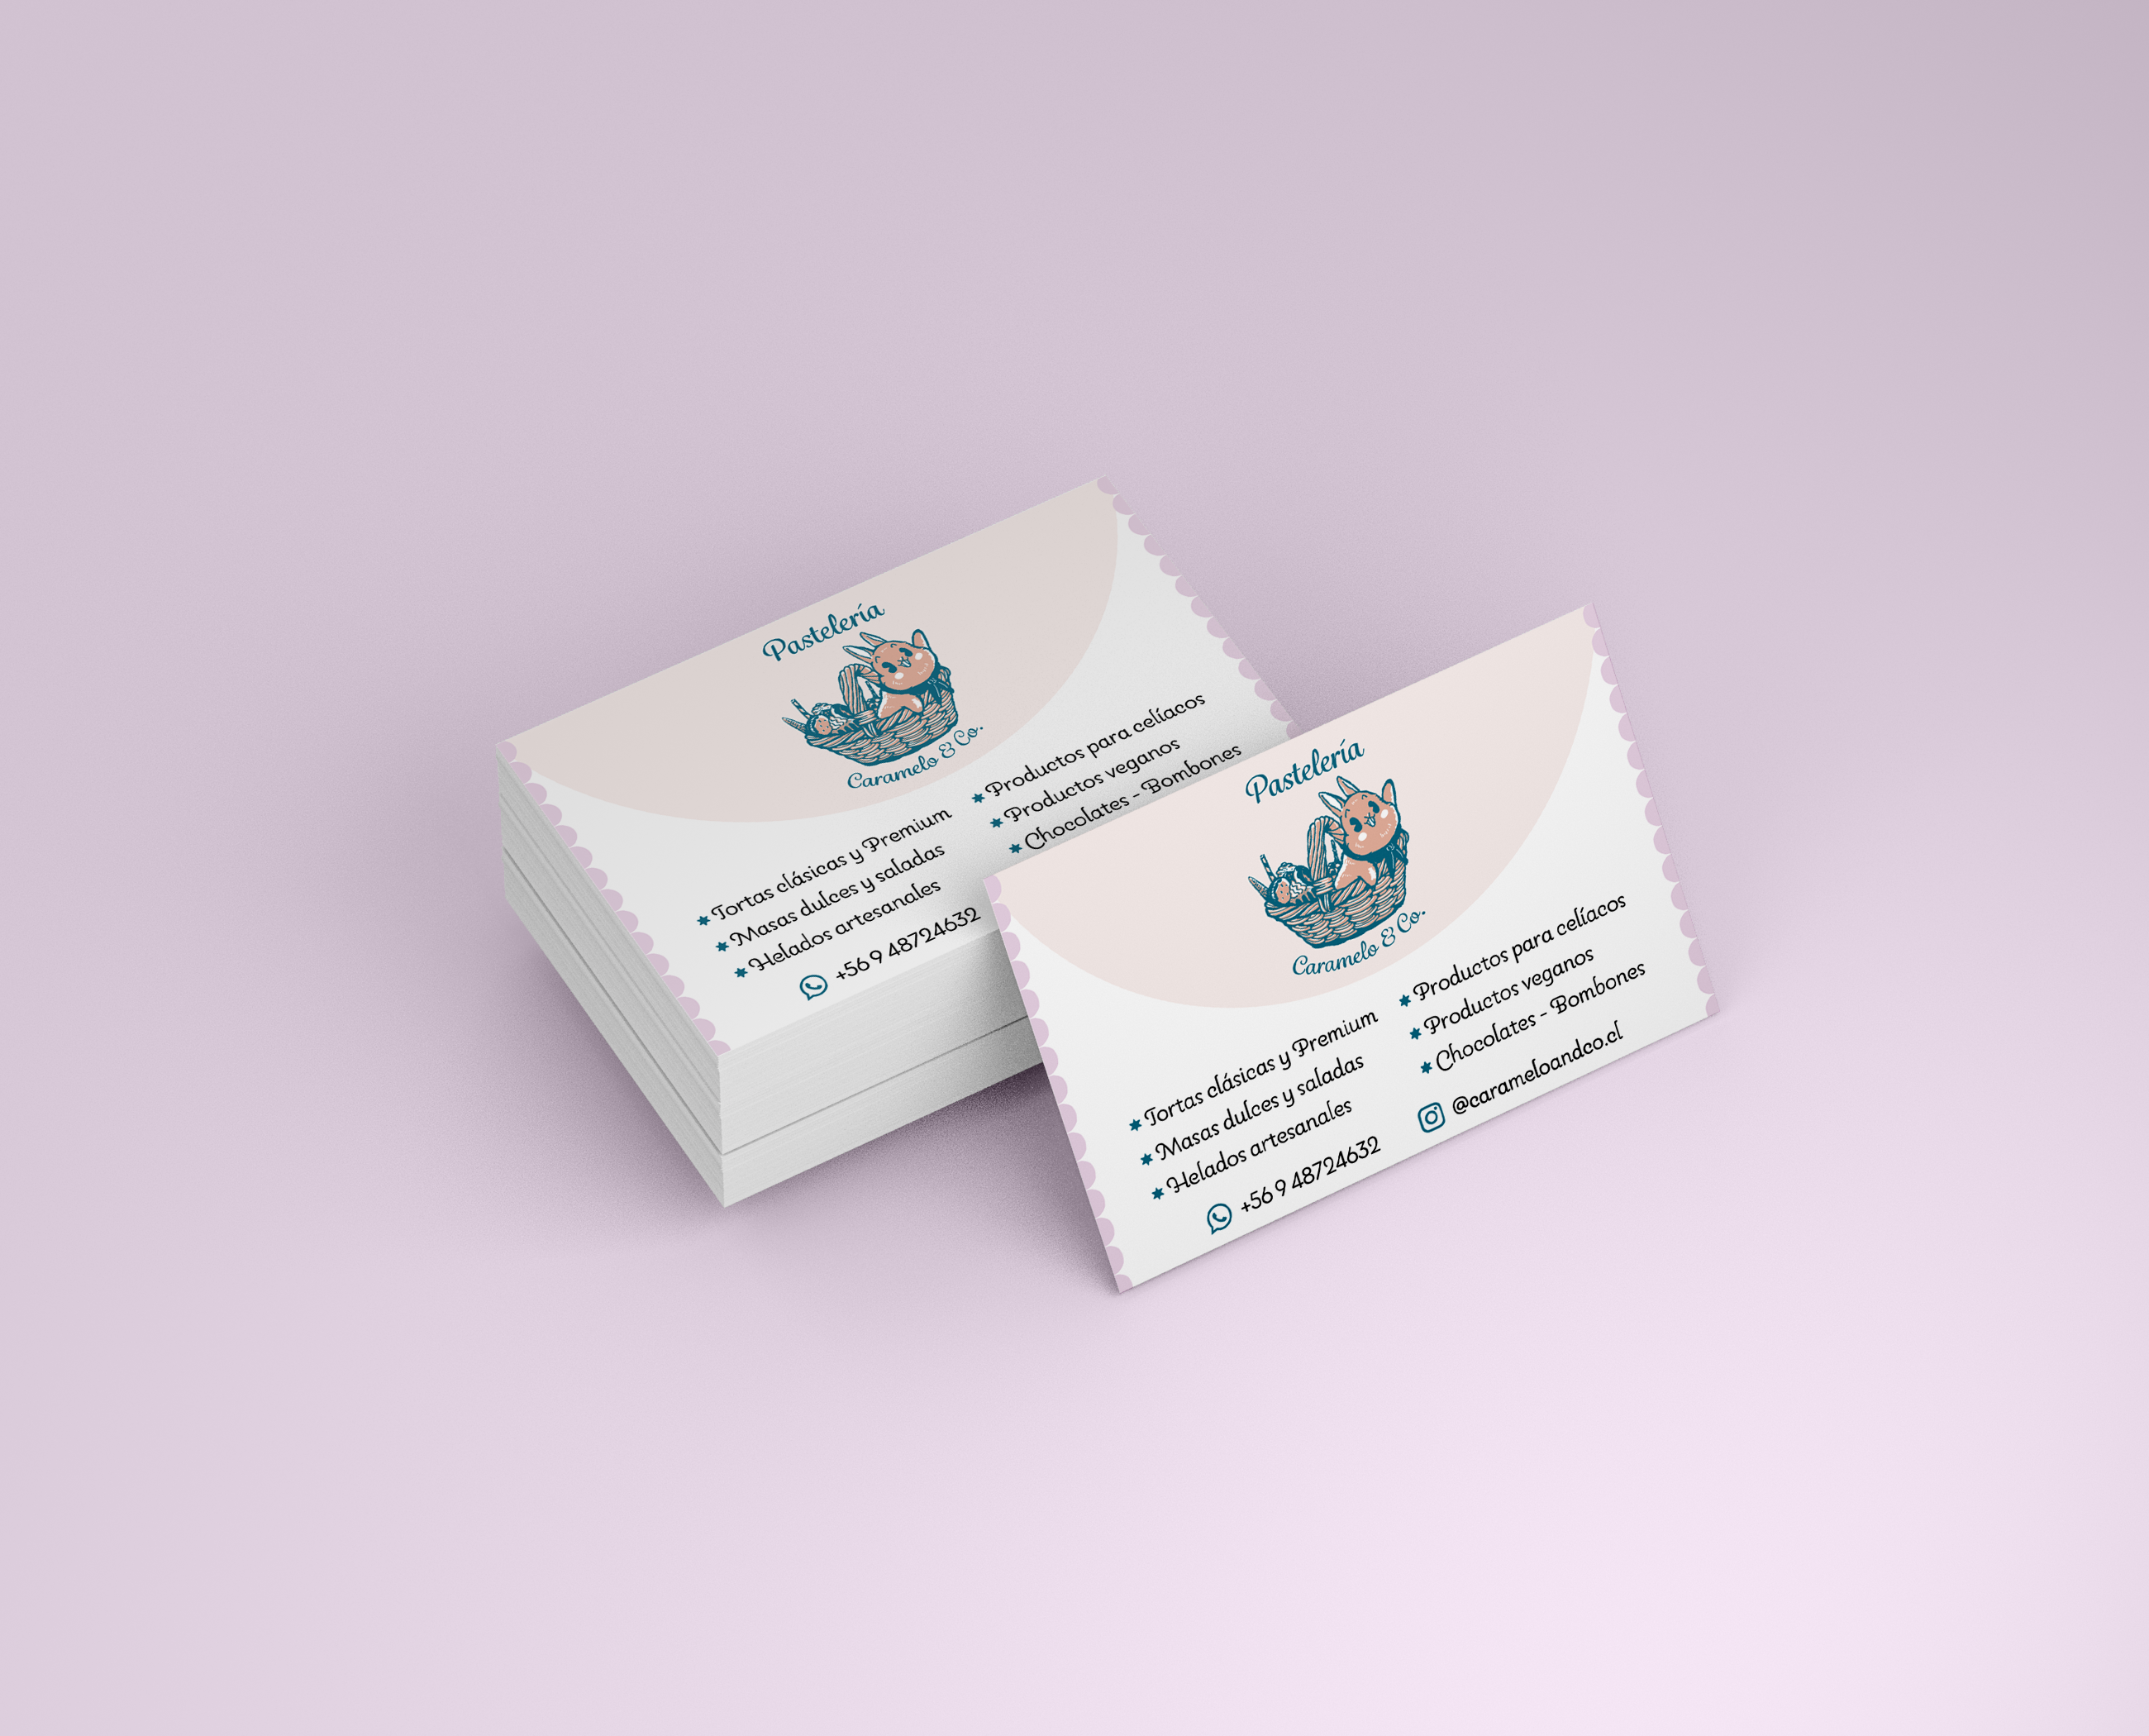 Pastelería
Caramelo & Co.
Tortas clásicas y Premium
Masas dulces y saladas
Helados artesanales
+56 9 48724632
Productos para celíacos
Productos veganos
Chocolates - Bombones
Pastelería
Caramelo & Co.
Tortas clásicas y Premium
Masas dulces y saladas
Helados artesanales
+56 9 48724632
Productos para celíacos
Productos veganos
Chocolates - Bombones
@carameloandco.cl